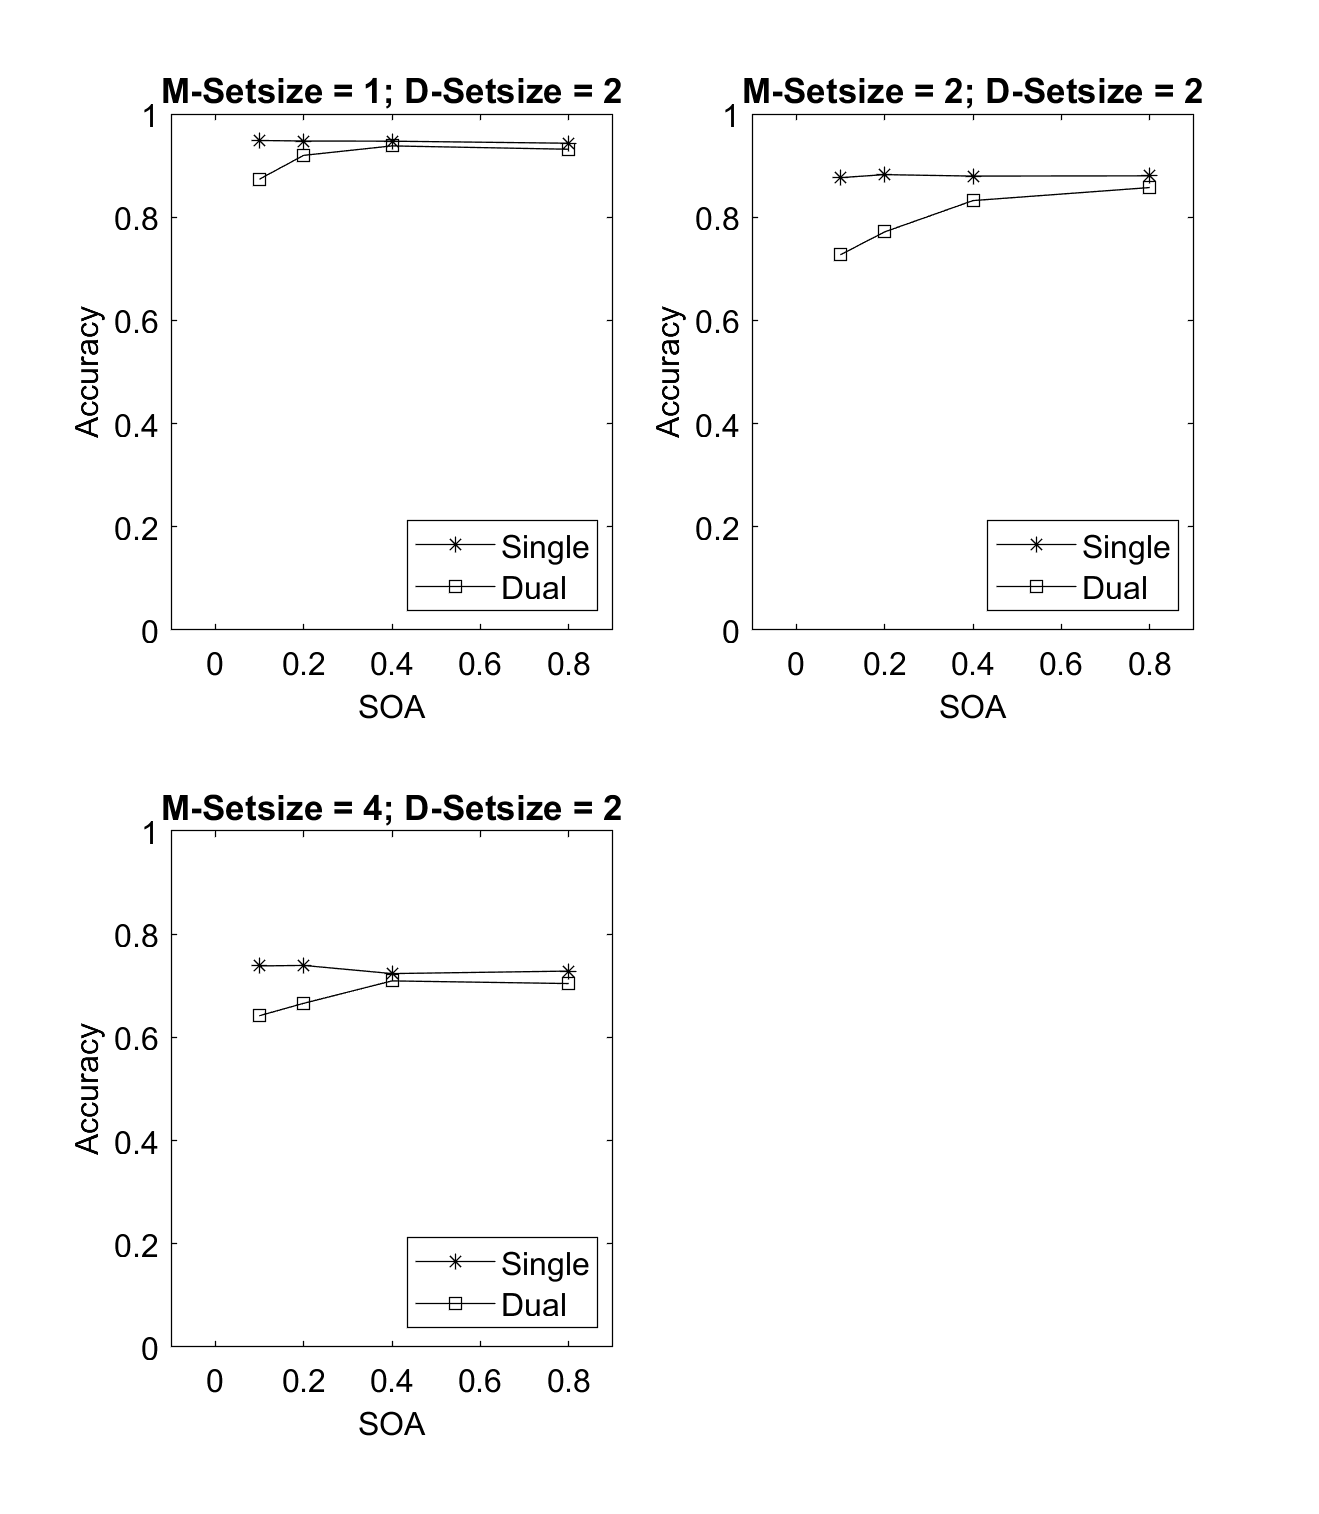 M-Setsize = 1; D-Setsize = 2
1
0.8
0.6
0.4
0.2
0
Accuracy
Single
Dual
0 0.2 0.4 0.6 0.8
SOA
M-Setsize = 2; D-Setsize = 2
1
0.8
0.6
0.4
0.2
0
Accuracy
Single
Dual
0 0.2 0.4 0.6 0.8
SOA
M-Setsize = 4; D-Setsize = 2
1
0.8
0.6
0.4
0.2
0
Accuracy
Single
Dual
0 0.2 0.4 0.6 0.8
SOA